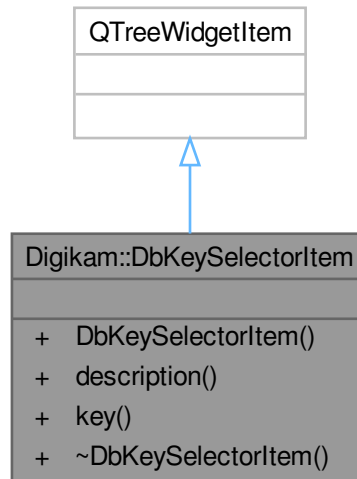 QTreeWidgetItem
Digikam::DbKeySelectorItem
+ DbKeySelectorItem()
+ description()
+ key()
+ ~DbKeySelectorItem()